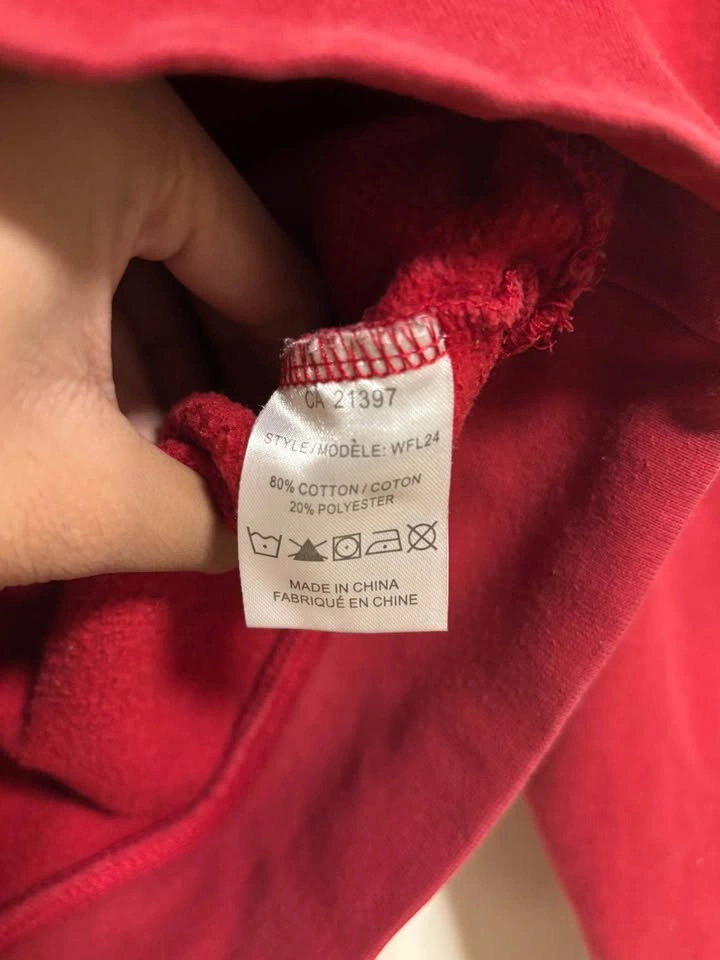 CA 21397
STYLE/MODÈLE: WFL24
80% COTTON / COTON
20% POLYESTER
MADE IN CHINA
FABRIQUÉ EN CHINE